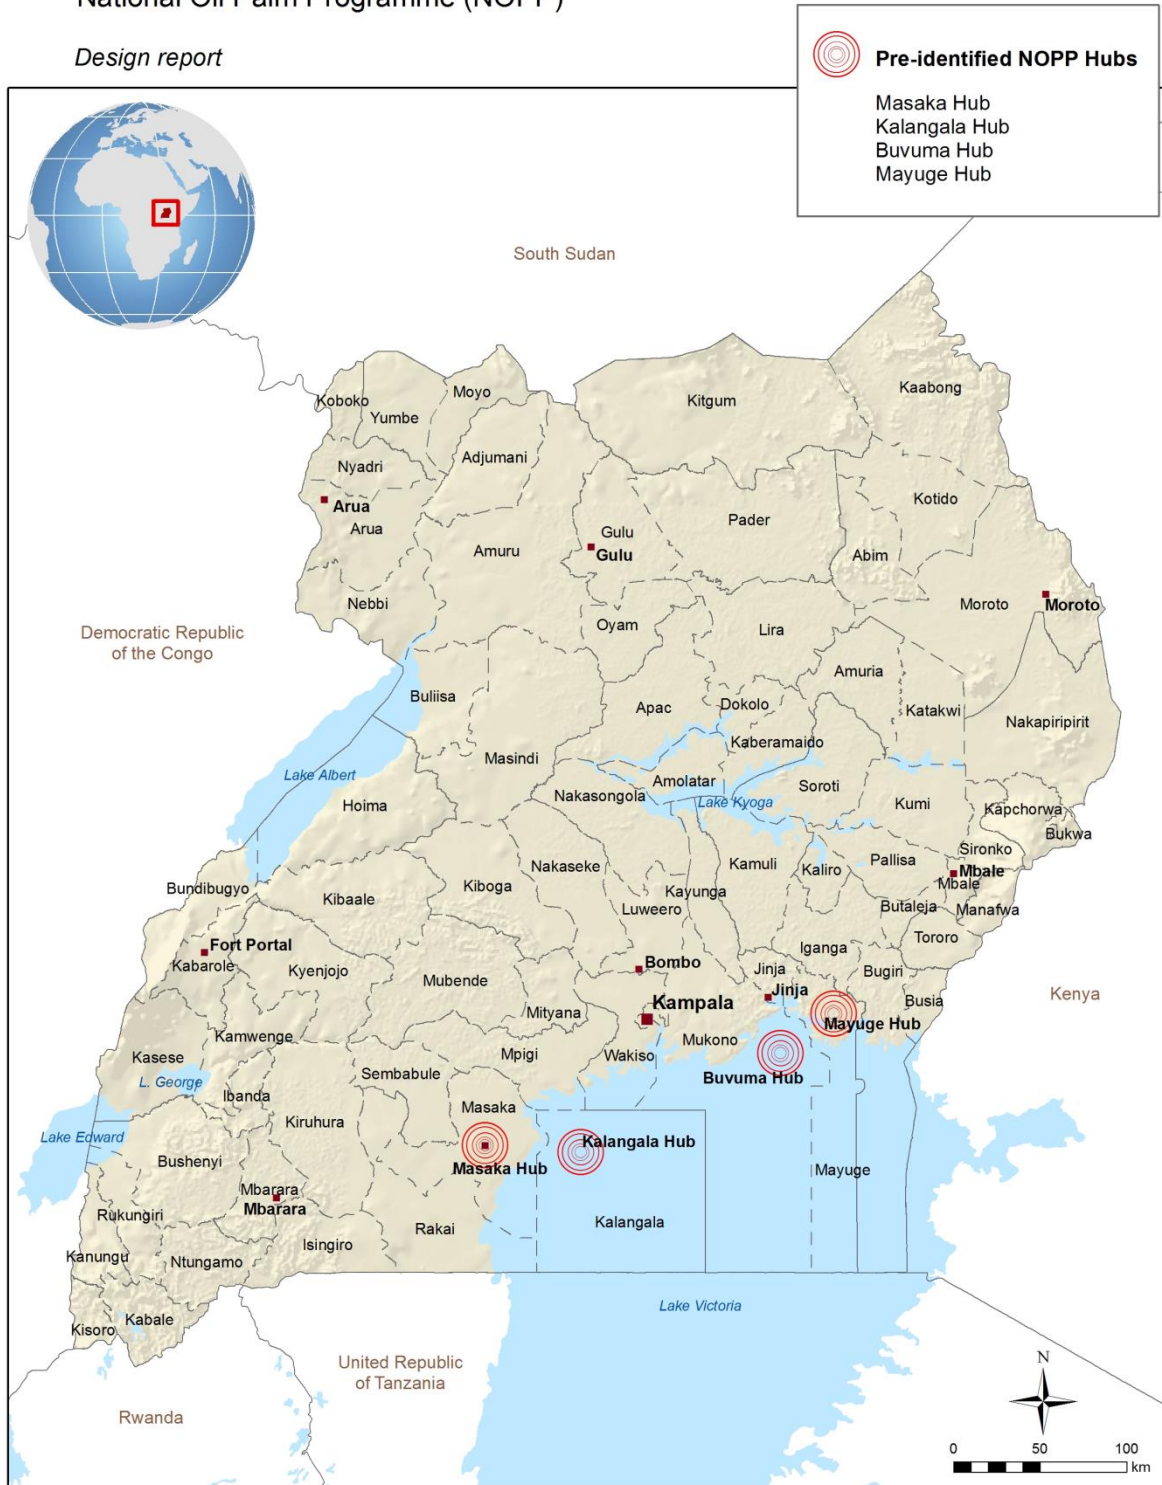 National Oil Palm Programme (NOPP)
Design report
Pre-identified NOPP Hubs
Masaka Hub
Kalangala Hub
Buvuma Hub
Mayuge Hub
South Sudan
Kaabong
Moyo
Koboko
Kitgum
Yumbe
Adjumani
Nyadri
Kotido
Arua
Arua
Pader
Gulu
Gulu
Amuru
Abim
Nebbi
Moroto
Moroto
Oyam
Lira
Democratic Republic
of the Congo
Amuria
Buliisa
Apac
Dokolo
Katakwi
Nakapiripirit
Kaberamaido
Masindi
Lake Albert
Amolatar
Soroti
Nakasongola
Lake Kyoga
Kumi
Hoima
Kapchorwa
Bukwa
Sironko
Nakaseke
Kamuli
Kaliro
Pallisa
Mbale
Mbale
Bundibugyo
Kibaale
Kiboga
Kayunga
Luweero
Butaleja
Manafwa
Tororo
Fort Portal
Kabarole
Kyenjojo
Mubende
Bombo
Iganga
Jinja
Bugiri
Jinja
Busia
Kenya
Kampala
Mityana
Mayuge Hub
Kamwenge
Mukono
Wakiso
Mpigi
Kasese
L. George
Sembabule
Buvuma Hub
Ibanda
Kiruhura
Masaka
Lake Edward
Kalangala Hub
Bushenyi
Masaka Hub
Mayuge
Mbarara
Mbarara
Rukungiri
Rakai
Kalangala
Isingiro
Kanungu
Ntungamo
Lake Victoria
Kabale
Kisoro
United Republic
of Tanzania
Rwanda
N
0 50 100
km